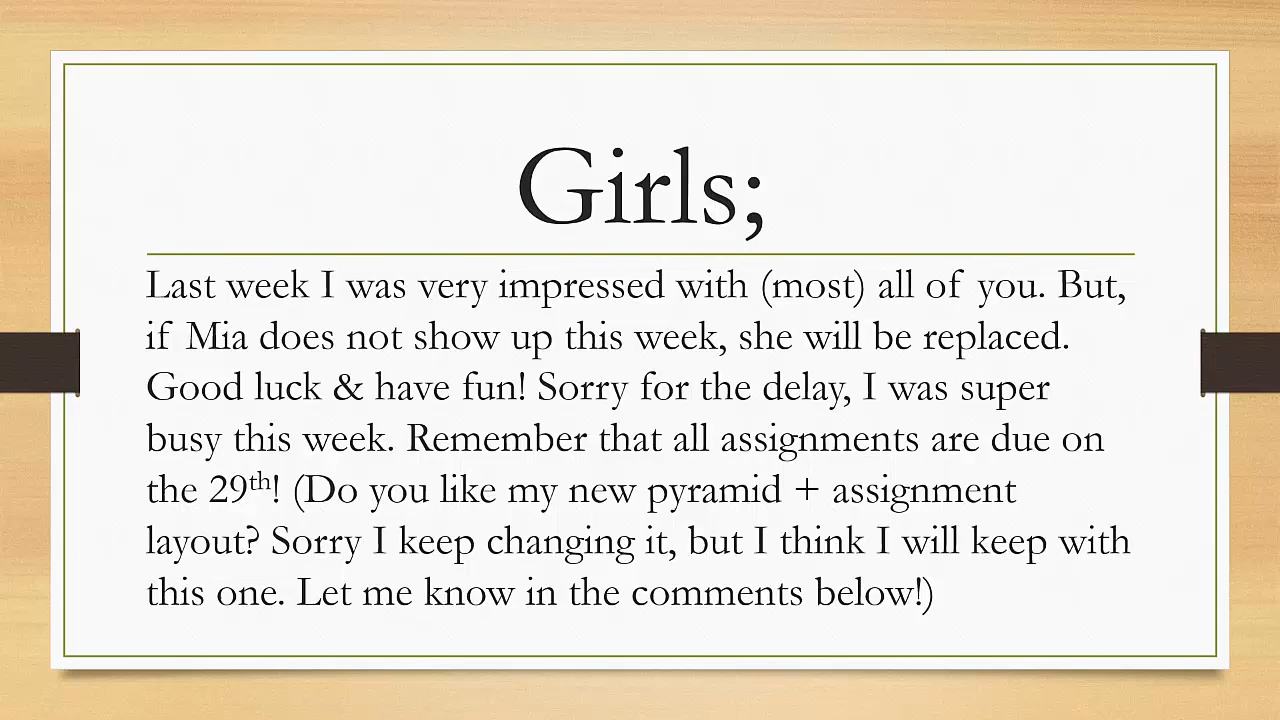 Girls;
Last week I was very impressed with (most) all of you. But,
if Mia does not show up this week, she will be replaced.
Good luck & have fun! Sorry for the delay, I was super
busy this week. Remember that all assignments are due on
the 29th! (Do you like my new pyramid + assignment
layout? Sorry I keep changing it, but I think I will keep with
this one. Let me know in the comments below!)